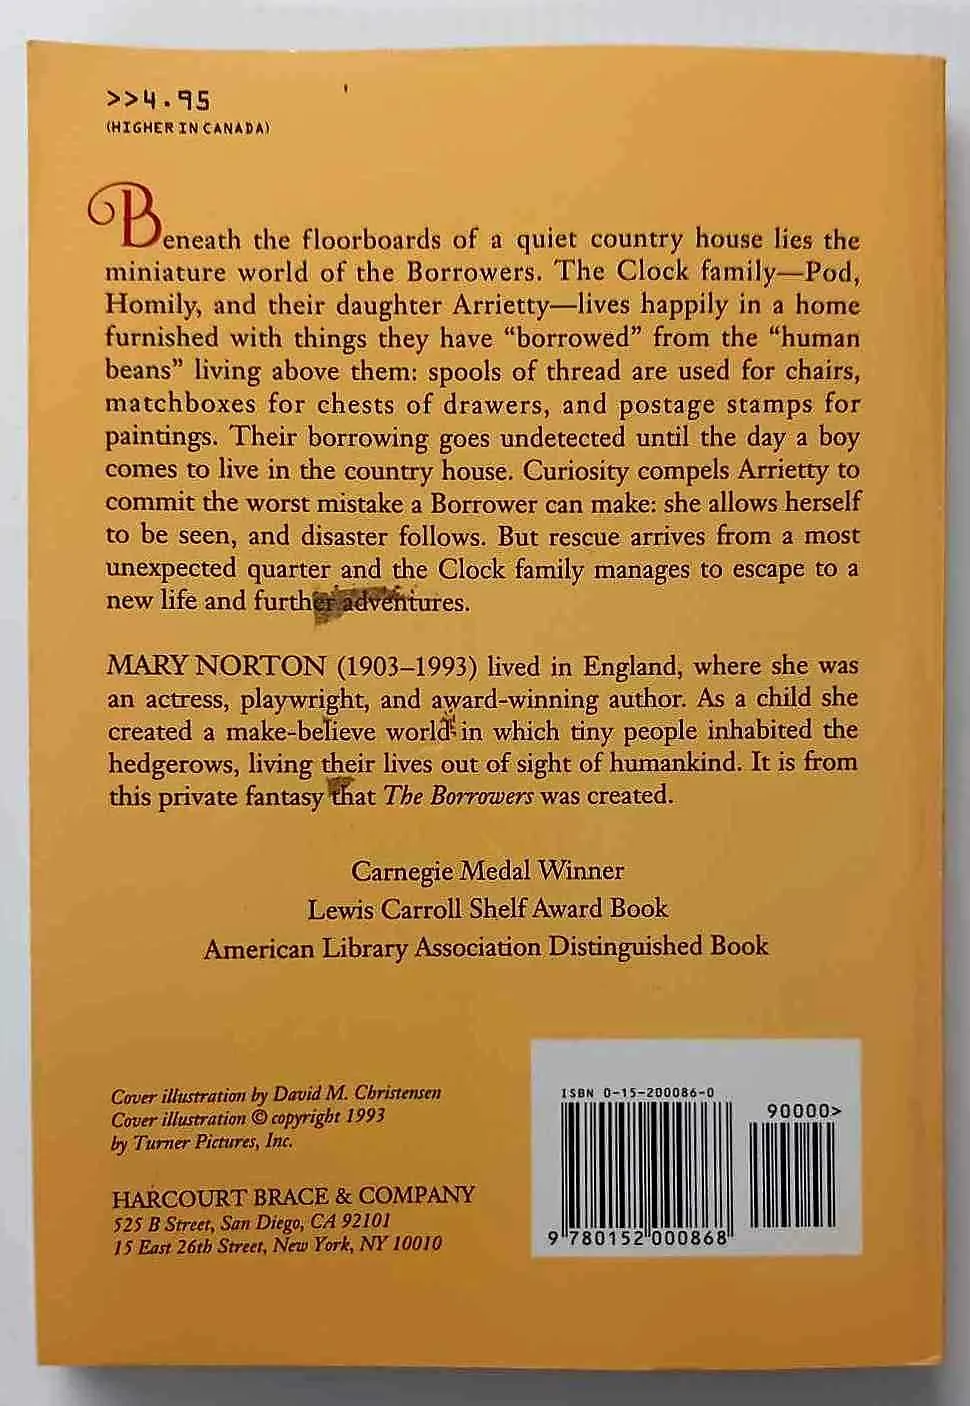 >>4.95
(HIGHER IN CANADA)
Beneath the floorboards of a quiet country house lies the
miniature world of the Borrowers. The Clock family—Pod,
Homily, and their daughter Arrietty—lives happily in a home
furnished with things they have “borrowed” from the “human
beans” living above them: spools of thread are used for chairs,
matchboxes for chests of drawers, and postage stamps for
paintings. Their borrowing goes undetected until the day a boy
comes to live in the country house. Curiosity compels Arrietty to
commit the worst mistake a Borrower can make: she allows herself
to be seen, and disaster follows. But rescue arrives from a most
unexpected quarter and the Clock family manages to escape to a
new life and further adventures.
MARY NORTON (1903–1993) lived in England, where she was
an actress, playwright, and award-winning author. As a child she
created a make-believe world in which tiny people inhabited the
hedgerows, living their lives out of sight of humankind. It is from
this private fantasy that The Borrowers was created.
Carnegie Medal Winner
Lewis Carroll Shelf Award Book
American Library Association Distinguished Book
Cover illustration by David M. Christensen
Cover illustration © copyright 1993
by Turner Pictures, Inc.
HARCOURT BRACE & COMPANY
525 B Street, San Diego, CA 92101
15 East 26th Street, New York, NY 10010
ISBN 0-15-200086-0
90000>
9 780152 000868